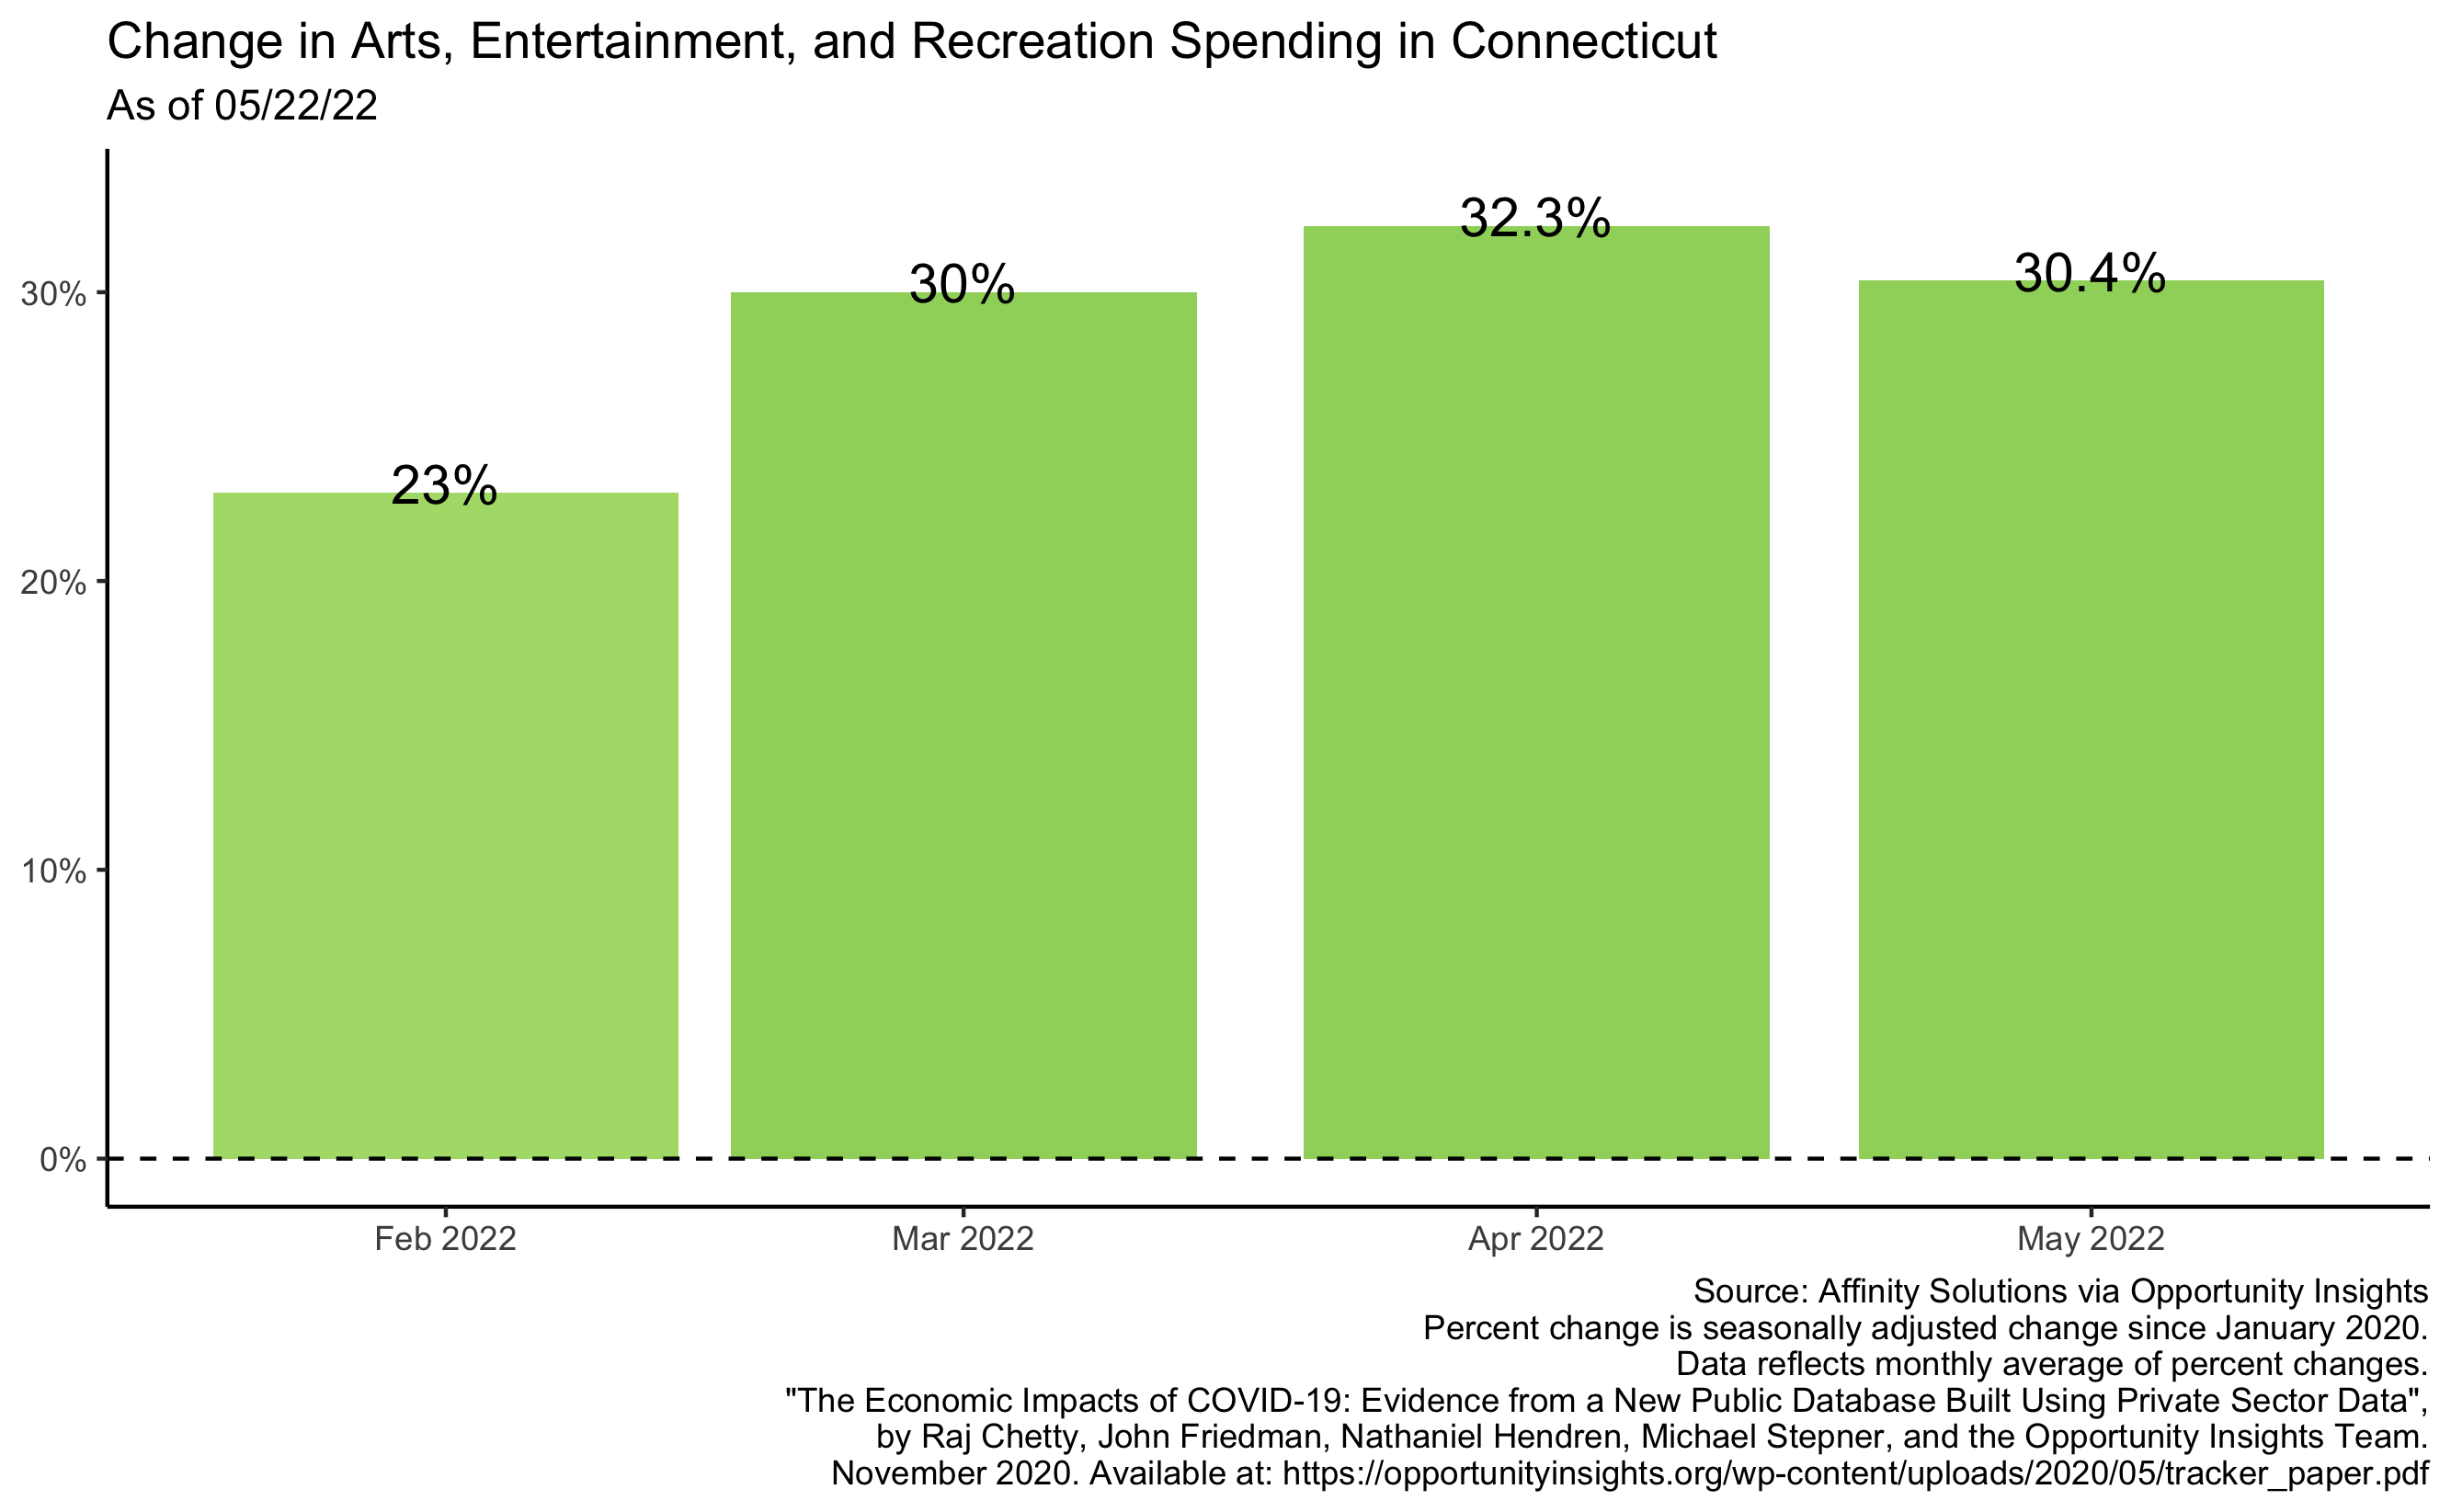 Change in Arts, Entertainment, and Recreation Spending in Connecticut
As of 05/22/22
32.3%
30.4%
30%
30%
23%
20%
10%
0%
Feb 2022
Mar 2022
Apr 2022
May 2022
Source: Affinity Solutions via Opportunity Insights
Percent change is seasonally adjusted change since January 2020.
Data reflects monthly average of percent changes.
"The Economic Impacts of COVID-19: Evidence from a New Public Database Built Using Private Sector Data",
by Raj Chetty, John Friedman, Nathaniel Hendren, Michael Stepner, and the Opportunity Insights Team.
November 2020. Available at: https://opportunityinsights.org/wp-content/uploads/2020/05/tracker_paper.pdf